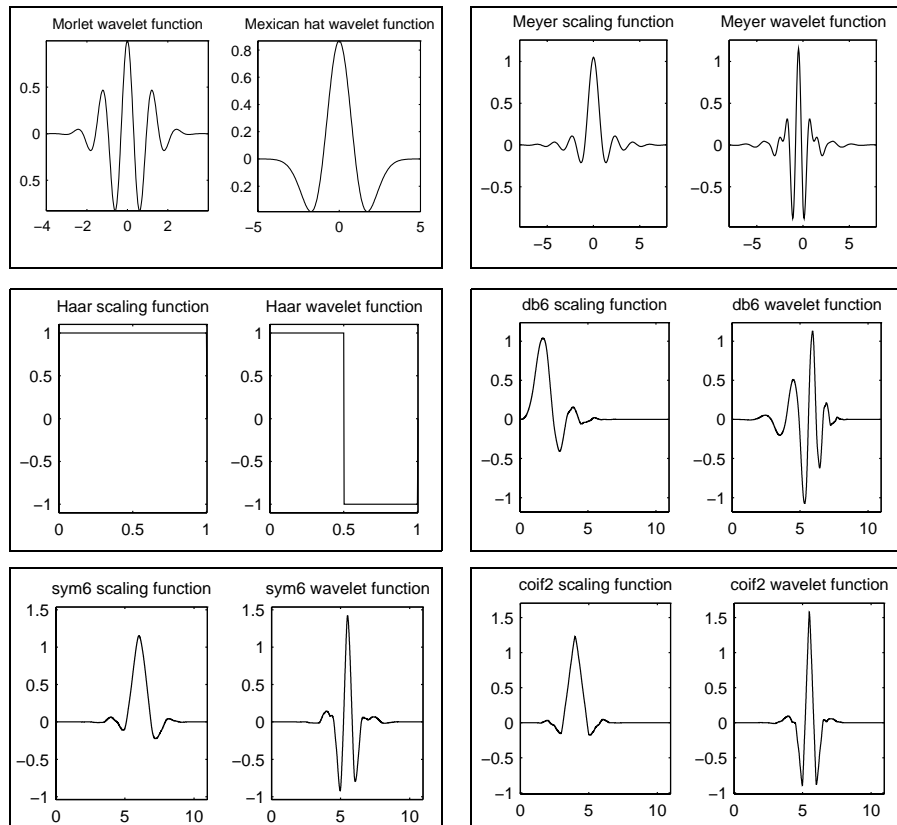 Morlet wavelet function
0.5
0
0.5
−4 −2 0 2
Mexican hat wavelet function
0.8
0.6
0.4
0.2
0
0.2
−5 0 5
Meyer scaling function
1
0.5
0
−0.5
−5 0 5
Meyer wavelet function
1
0.5
0
−0.5
−5 0 5
Haar scaling function
1
0.5
0
−0.5
−1
0 0.5 1
Haar wavelet function
1
0.5
0
−0.5
−1
0 0.5 1
db6 scaling function
1
0.5
0
−0.5
−1
0 5 10
db6 wavelet function
1
0.5
0
−0.5
−1
0 5 10
sym6 scaling function
1.5
1
0.5
0
−0.5
−1
0 5 10
sym6 wavelet function
1.5
1
0.5
0
−0.5
−1
0 5 10
coif2 scaling function
1.5
1
0.5
0
−0.5
−1
0 5 10
coif2 wavelet function
1.5
1
0.5
0
−0.5
−1
0 5 10